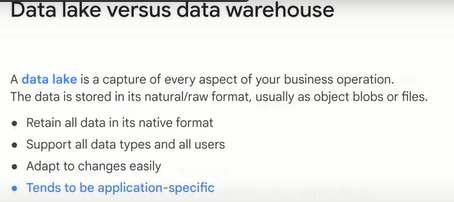 Data lake versus data warehouse
A data lake is a capture of every aspect of your business operation.
The data is stored in its natural/raw format, usually as object blobs or files.
• Retain all data in its native format
• Support all data types and all users
• Adapt to changes easily
• Tends to be application-specific